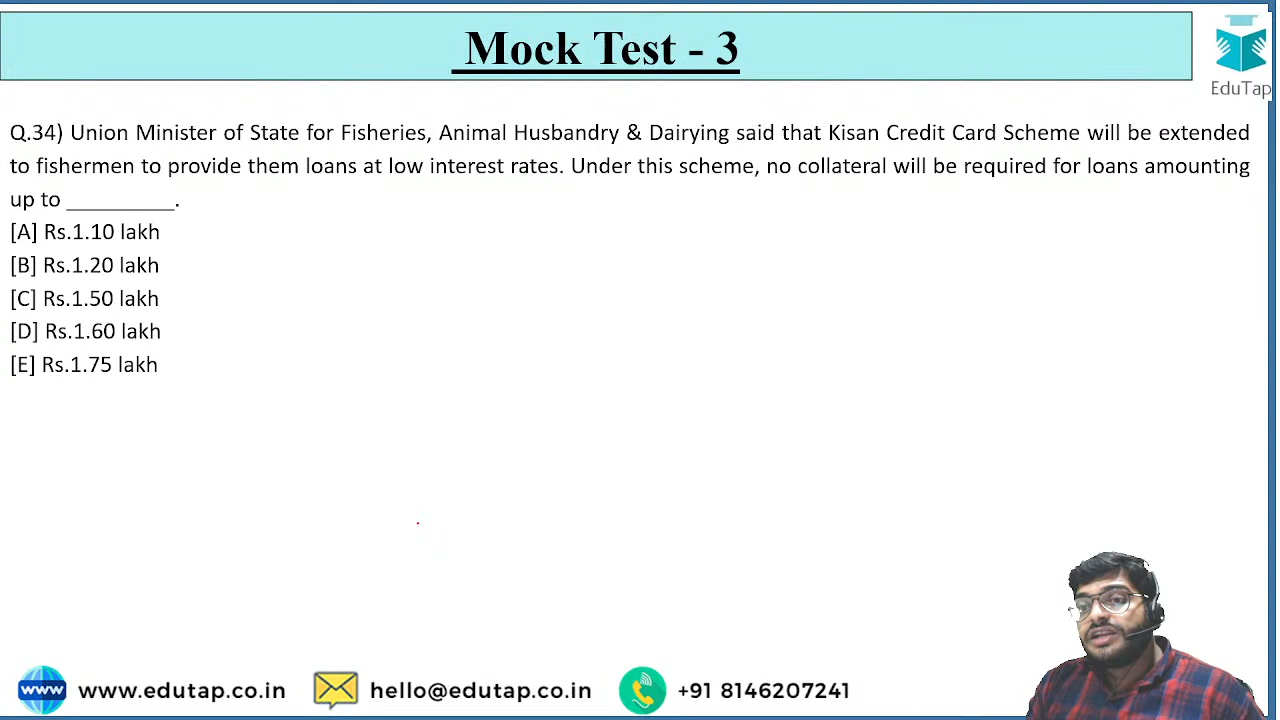 Mock Test - 3
EduTap
Q.34) Union Minister of State for Fisheries, Animal Husbandry & Dairying said that Kisan Credit Card Scheme will be extended
to fishermen to provide them loans at low interest rates. Under this scheme, no collateral will be required for loans amounting
up to __________.
[A] Rs.1.10 lakh
[B] Rs.1.20 lakh
[C] Rs.1.50 lakh
[D] Rs.1.60 lakh
[E] Rs.1.75 lakh
www www.edutap.co.in hello@edutap.co.in +91 8146207241